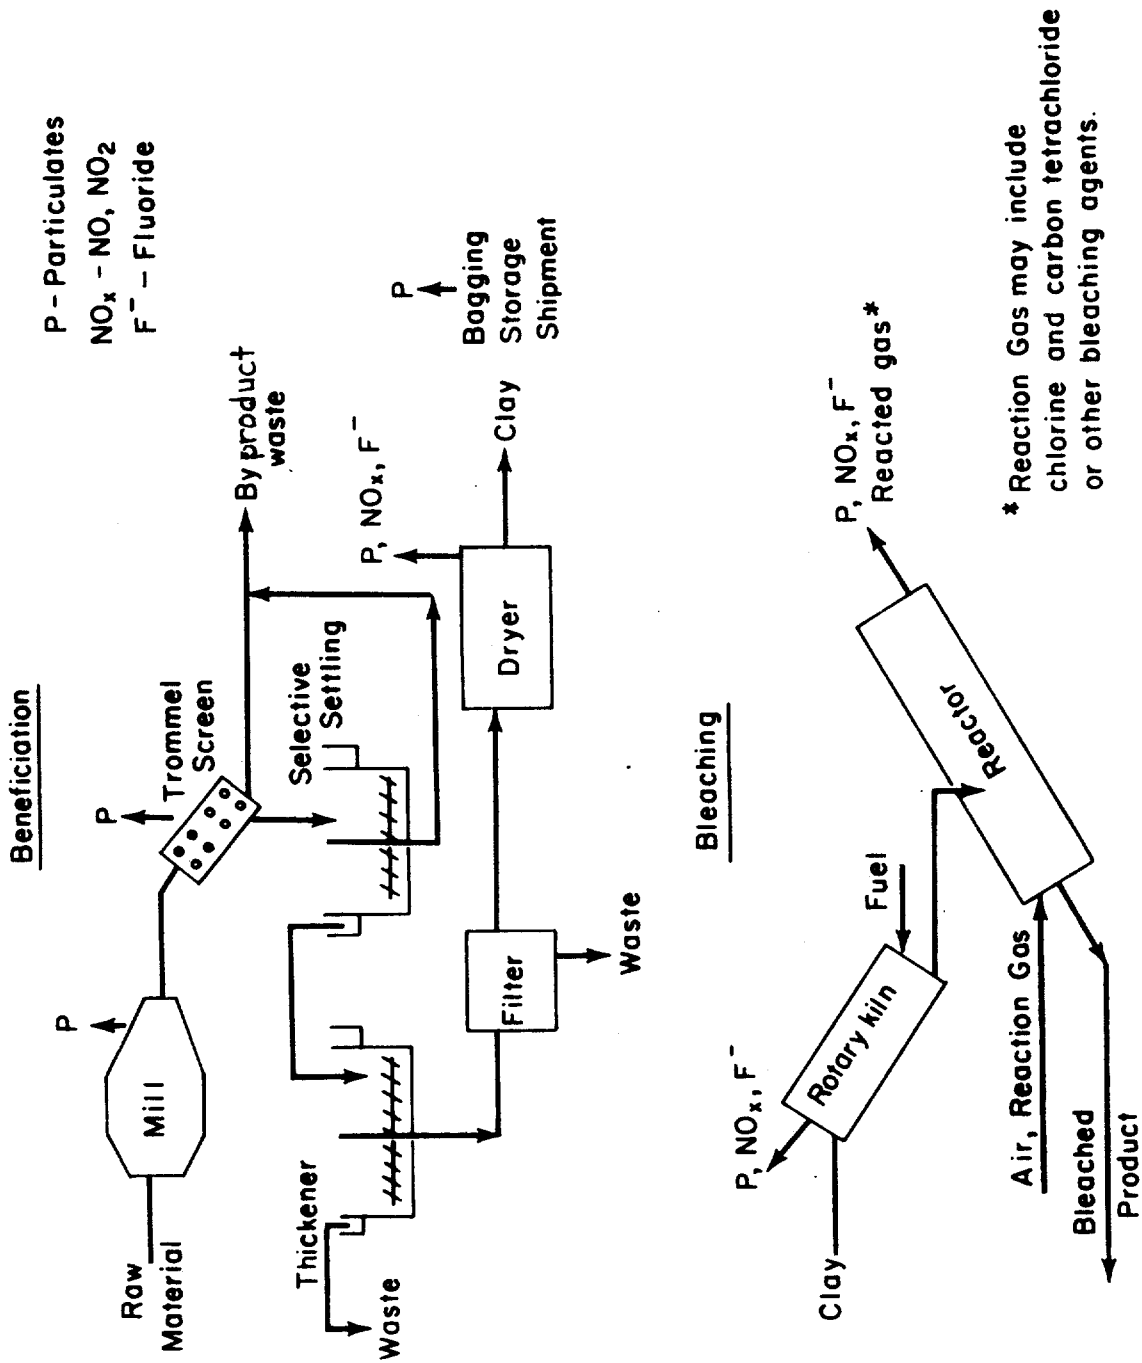 Beneficiation
P-Particulates
NOx - NO, NO2
F⁻ - Fluoride
P
P
Raw
Material
Mill
Trommel
Screen
By product
waste
Thickener
Waste
Selective
Settling
P, NOx, F⁻
P
Filter
Waste
Dryer
Clay
Bagging
Storage
Shipment
Bleaching
P, NOx, F⁻
Fuel
Clay
Rotary kiln
P, NOx, F⁻
Reacted gas*
Reactor
Air, Reaction Gas
Bleached
Product
* Reaction Gas may include
chlorine and carbon tetrachloride
or other bleaching agents.